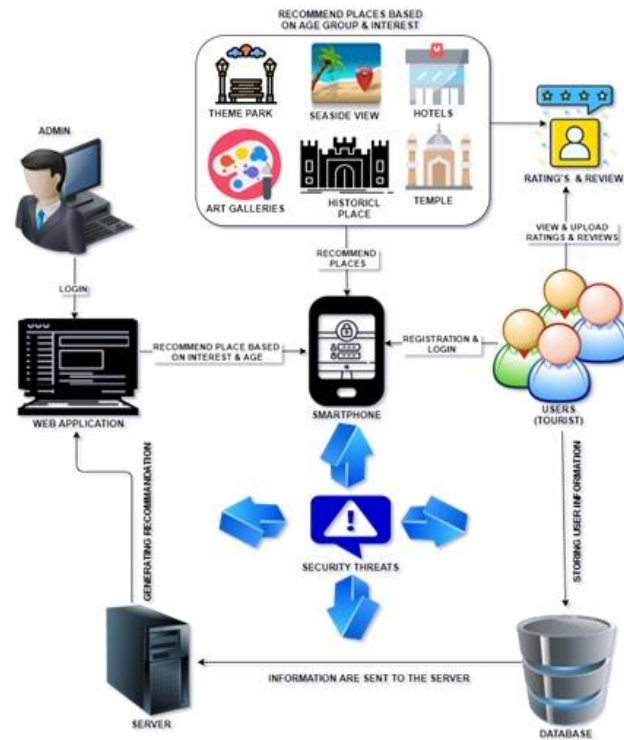 RECOMMEND PLACES BASED
ON AGE GROUP & INTEREST
THEME PARK
SEASIDE VIEW
HOTELS
ART GALLERIES
HISTORICL
PLACE
TEMPLE
ADMIN
RATING'S & REVIEW
LOGIN
RECOMMEND
PLACES
VIEW & UPLOAD
RATINGS & REVIEWS
RECOMMEND PLACE BASED
ON INTEREST & AGE
REGISTRATION &
LOGIN
WEB APPLICATION
SMARTPHONE
USERS
(TOURIST)
GENERATING RECOMMANDATION
SECURITY THREATS
STORING USER INFORMATION
INFORMATION ARE SENT TO THE SERVER
SERVER
DATABASE